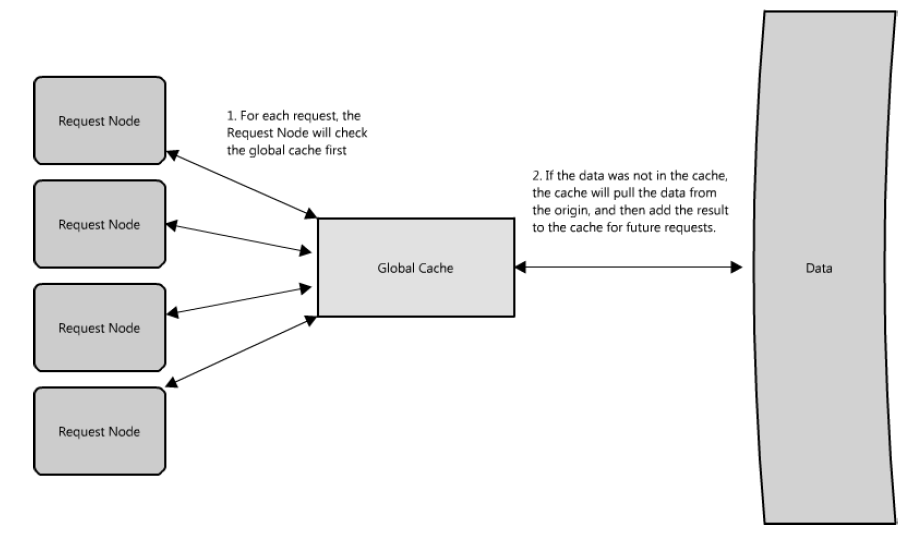 Request Node
1. For each request, the
Request Node will check
the global cache first
2. If the data was not in the cache,
the cache will pull the data from
the origin, and then add the result
to the cache for future requests.
Request Node
Global Cache
Data
Request Node
Request Node